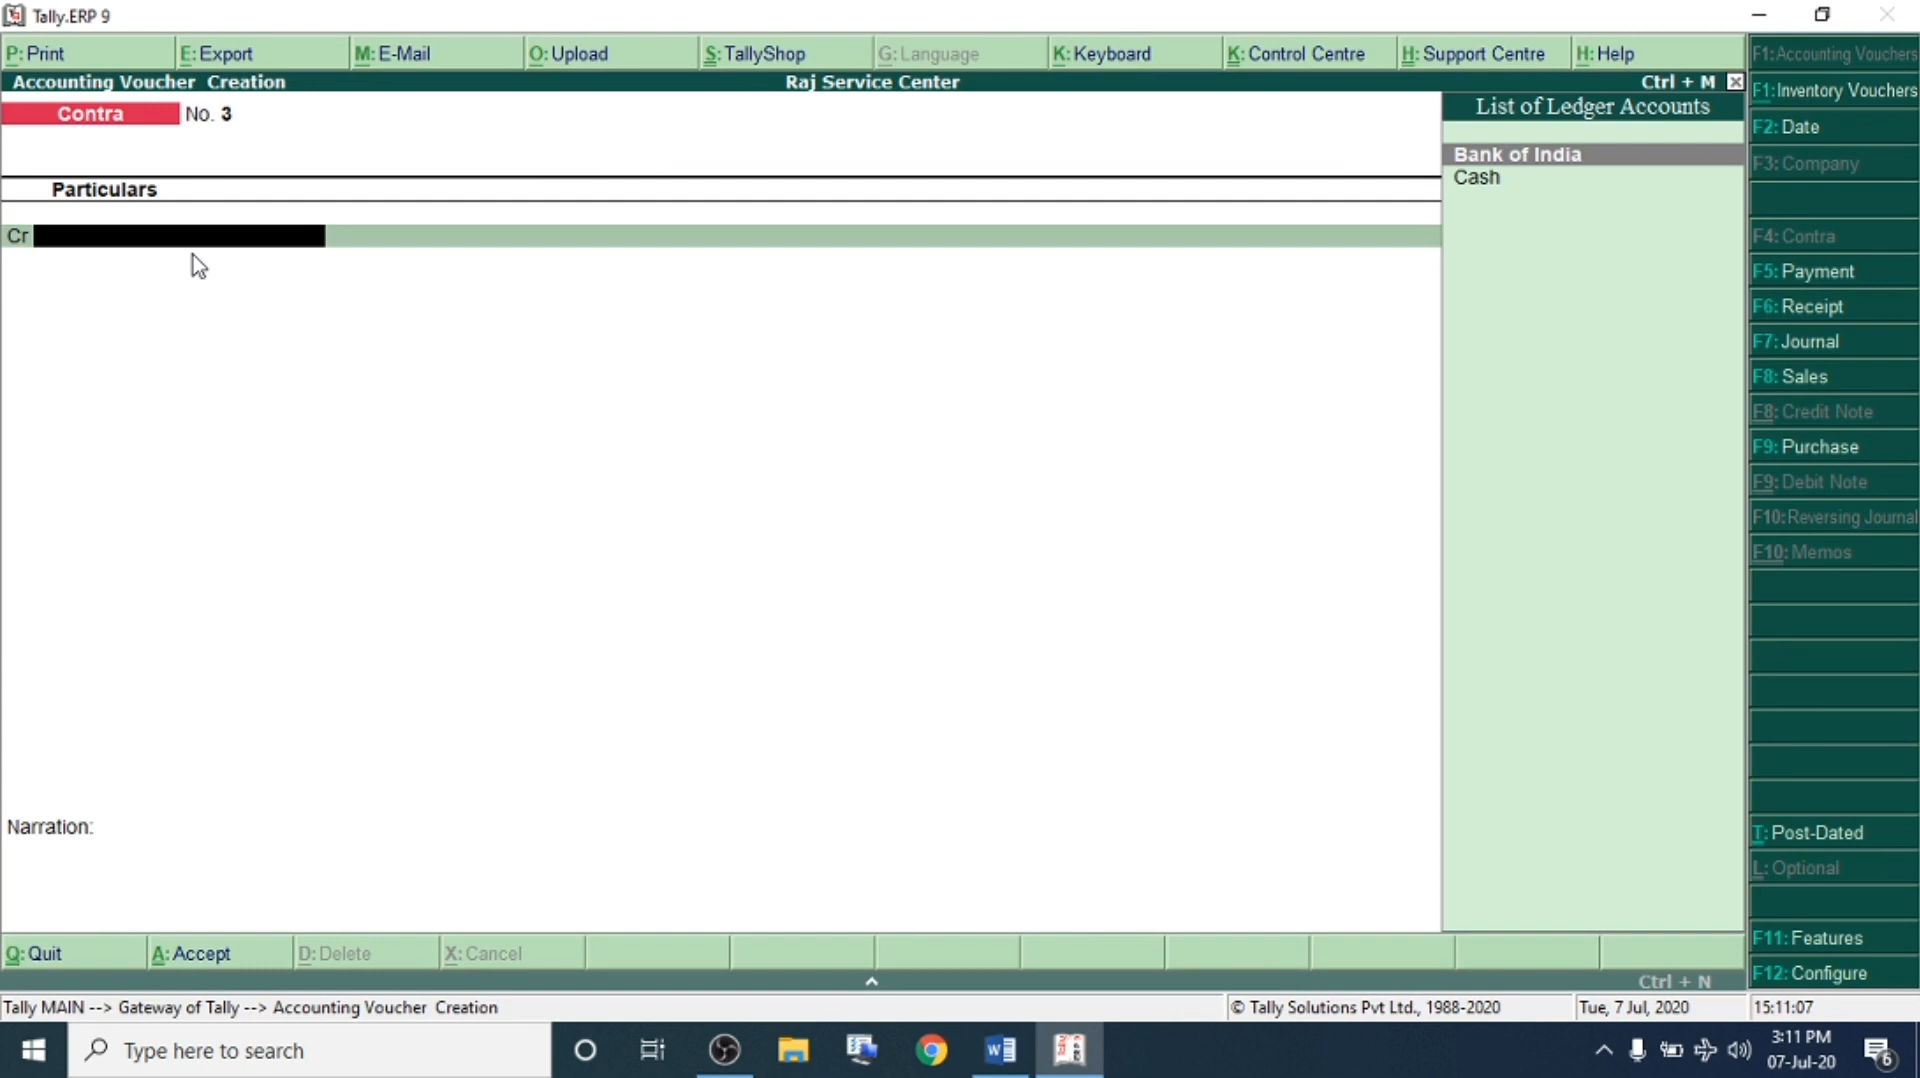 Tally.ERP 9
P: Print
E: Export
M: E-Mail
O: Upload
S: TallyShop
G: Language
K: Keyboard
K: Control Centre
H: Support Centre
H: Help
Accounting Voucher Creation
Raj Service Center
Ctrl + M
Contra
No. 3
Particulars
Cr
List of Ledger Accounts
Bank of India
Cash
F1: Accounting Vouchers
F1: Inventory Vouchers
F2: Date
F3: Company
F4: Contra
F5: Payment
F6: Receipt
F7: Journal
F8: Sales
F8: Credit Note
F9: Purchase
F9: Debit Note
F10: Reversing Journal
F10: Memos
T: Post-Dated
L: Optional
F11: Features
F12: Configure
Narration:
Q: Quit
A: Accept
D: Delete
X: Cancel
Ctrl + N
Tally MAIN --> Gateway of Tally --> Accounting Voucher Creation
© Tally Solutions Pvt Ltd., 1988-2020
Tue, 7 Jul, 2020
15:11:07
Type here to search
3:11 PM
07-Jul-20
6